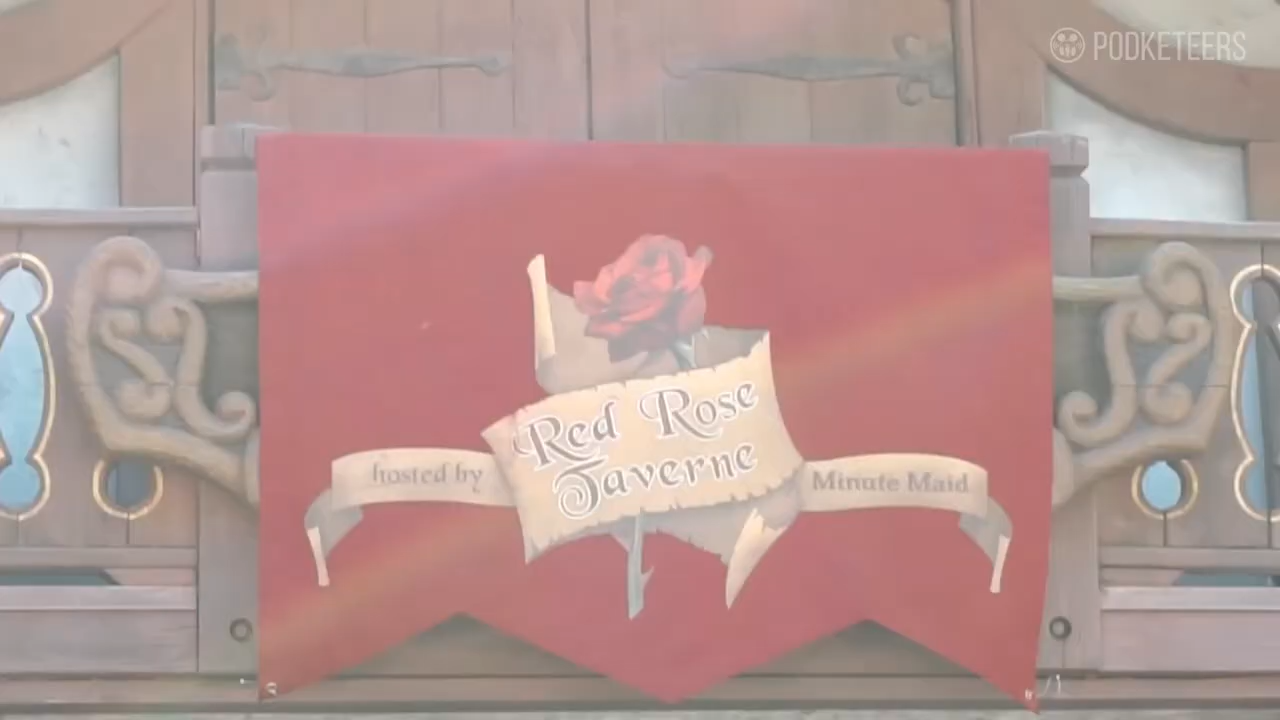 PODKETEERS
Red Rose
Taverne
hosted by
Minute Maid